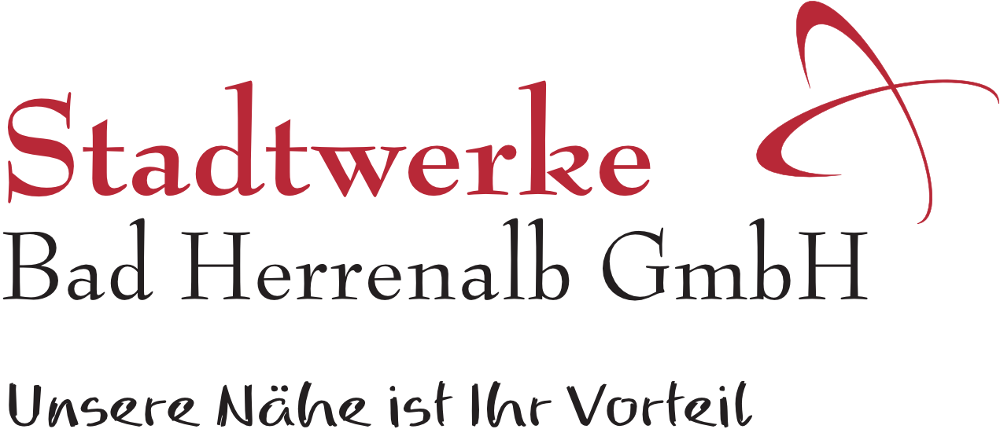 Stadtwerke
Bad Herrenalb GmbH
Unsere Nähe ist Ihr Vorteil